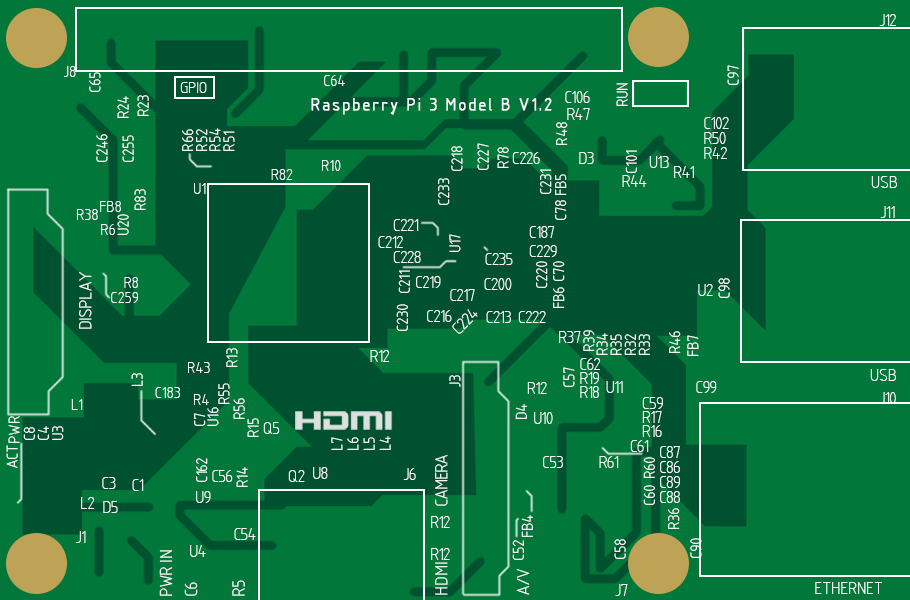 J12
J8
C65
GPIO
C64
C97
R24
R23
Raspberry Pi 3 Model B V1.2
C106
R47
RUN
R48
C102
R50
R42
C246
C255
R66
R52
R54
R51
R10
C218
C227
R78
C226
D3
C101
U13
R41
R44
R82
U1
C233
C231
FB5
C78
USB
J11
R38
FB8
R6
U20
R83
C221
C212
C228
U17
C187
C229
C235
C211
C219
C200
C217
C220
C70
FB6
U2
C98
DISPLAY
R8
C259
C230
C216
C224
C213
C222
R37
R39
R34
R35
R32
R33
R46
FB7
R43
R13
R12
C62
C57
R19
R18
U11
USB
J10
L3
C183
J3
R12
C99
L1
R4
R55
C7
U16
R56
R15
Q5
HDMI
D4
U10
C59
R17
R16
ACT
PWR
C8
C4
U3
L7
L6
L5
L4
C61
C53
R61
R60
C87
C86
C89
C88
C60
C162
C56
R14
Q2
U8
J6
CAMERA
C3
C1
U9
L2
D5
R12
FB4
R36
C54
J1
U4
C52
C58
C90
PWR IN
C6
R5
R12
HDMI
A/V
J7
ETHERNET